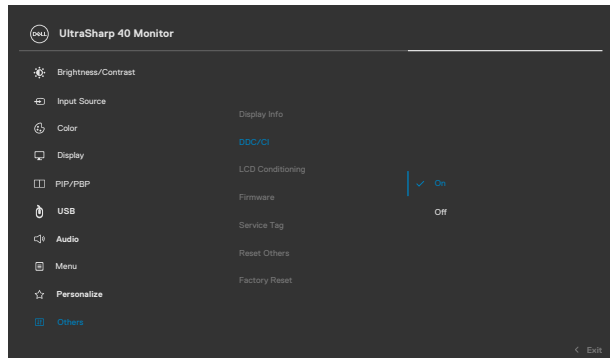 DELL UltraSharp 40 Monitor
Brightness/Contrast
Input Source
Color
Display
PIP/PBP
USB
Audio
Menu
Personalize
Others
Display Info
DDC/CI
LCD Conditioning
Firmware
Service Tag
Reset Others
Factory Reset
On
Off
Exit